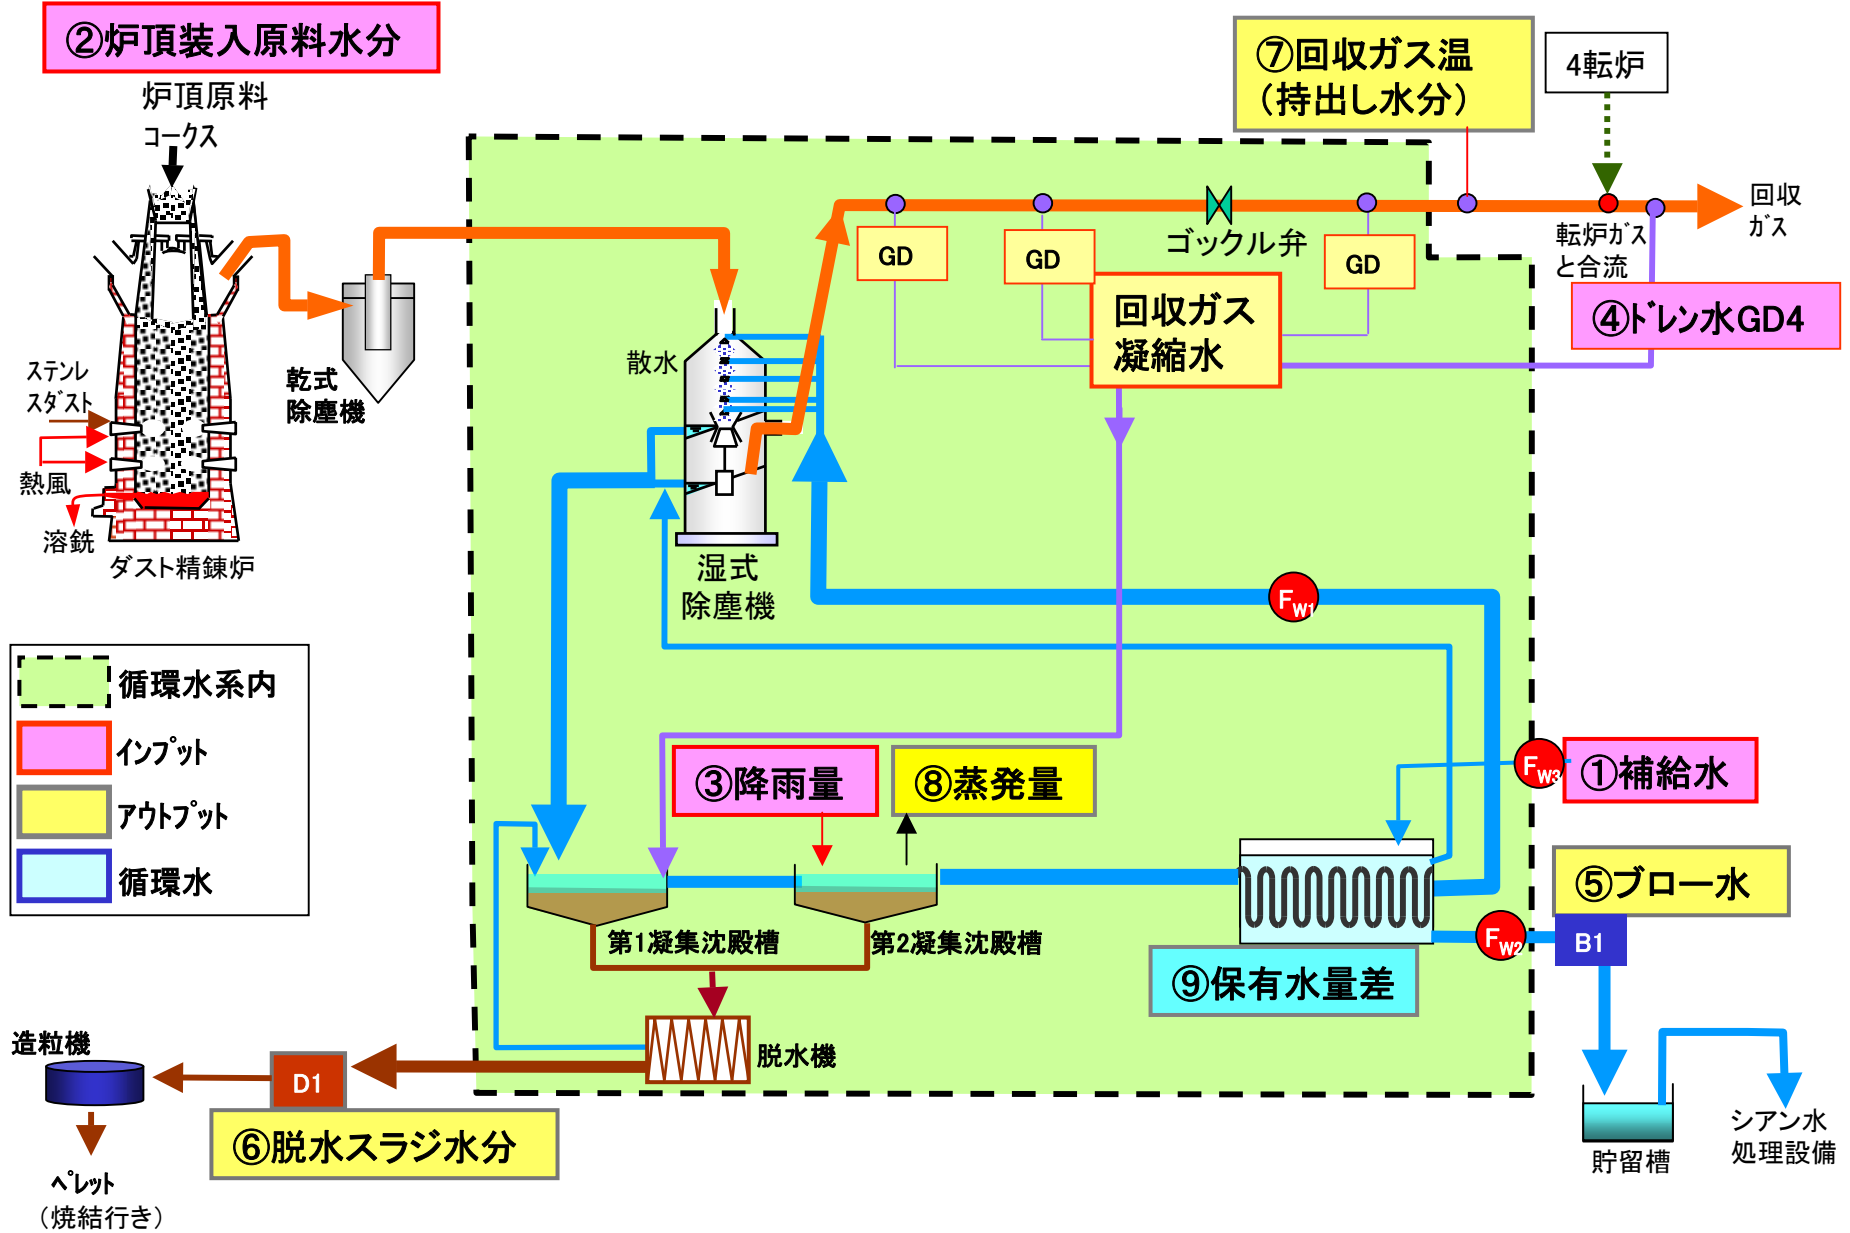 ②炉頂装入原料水分
炉頂原料
コークス
⑦回収ガス温
（持出し水分）
4転炉
回収
ガス
転炉ガス
と合流
GD
GD
GD
ゴックル弁
回収ガス
凝縮水
④ドレン水GD4
散水
ステンレ
スダスト
乾式
除塵機
熱風
溶銑
ダスト精錬炉
湿式
除塵機
FW1
循環水系内
インプット
アウトプット
循環水
③降雨量
⑧蒸発量
FW3
①補給水
⑤ブロー水
第1凝集沈殿槽
第2凝集沈殿槽
FW2
B1
⑨保有水量差
造粒機
脱水機
D1
⑥脱水スラジ水分
ペレット
（焼結行き）
貯留槽
シアン水
処理設備